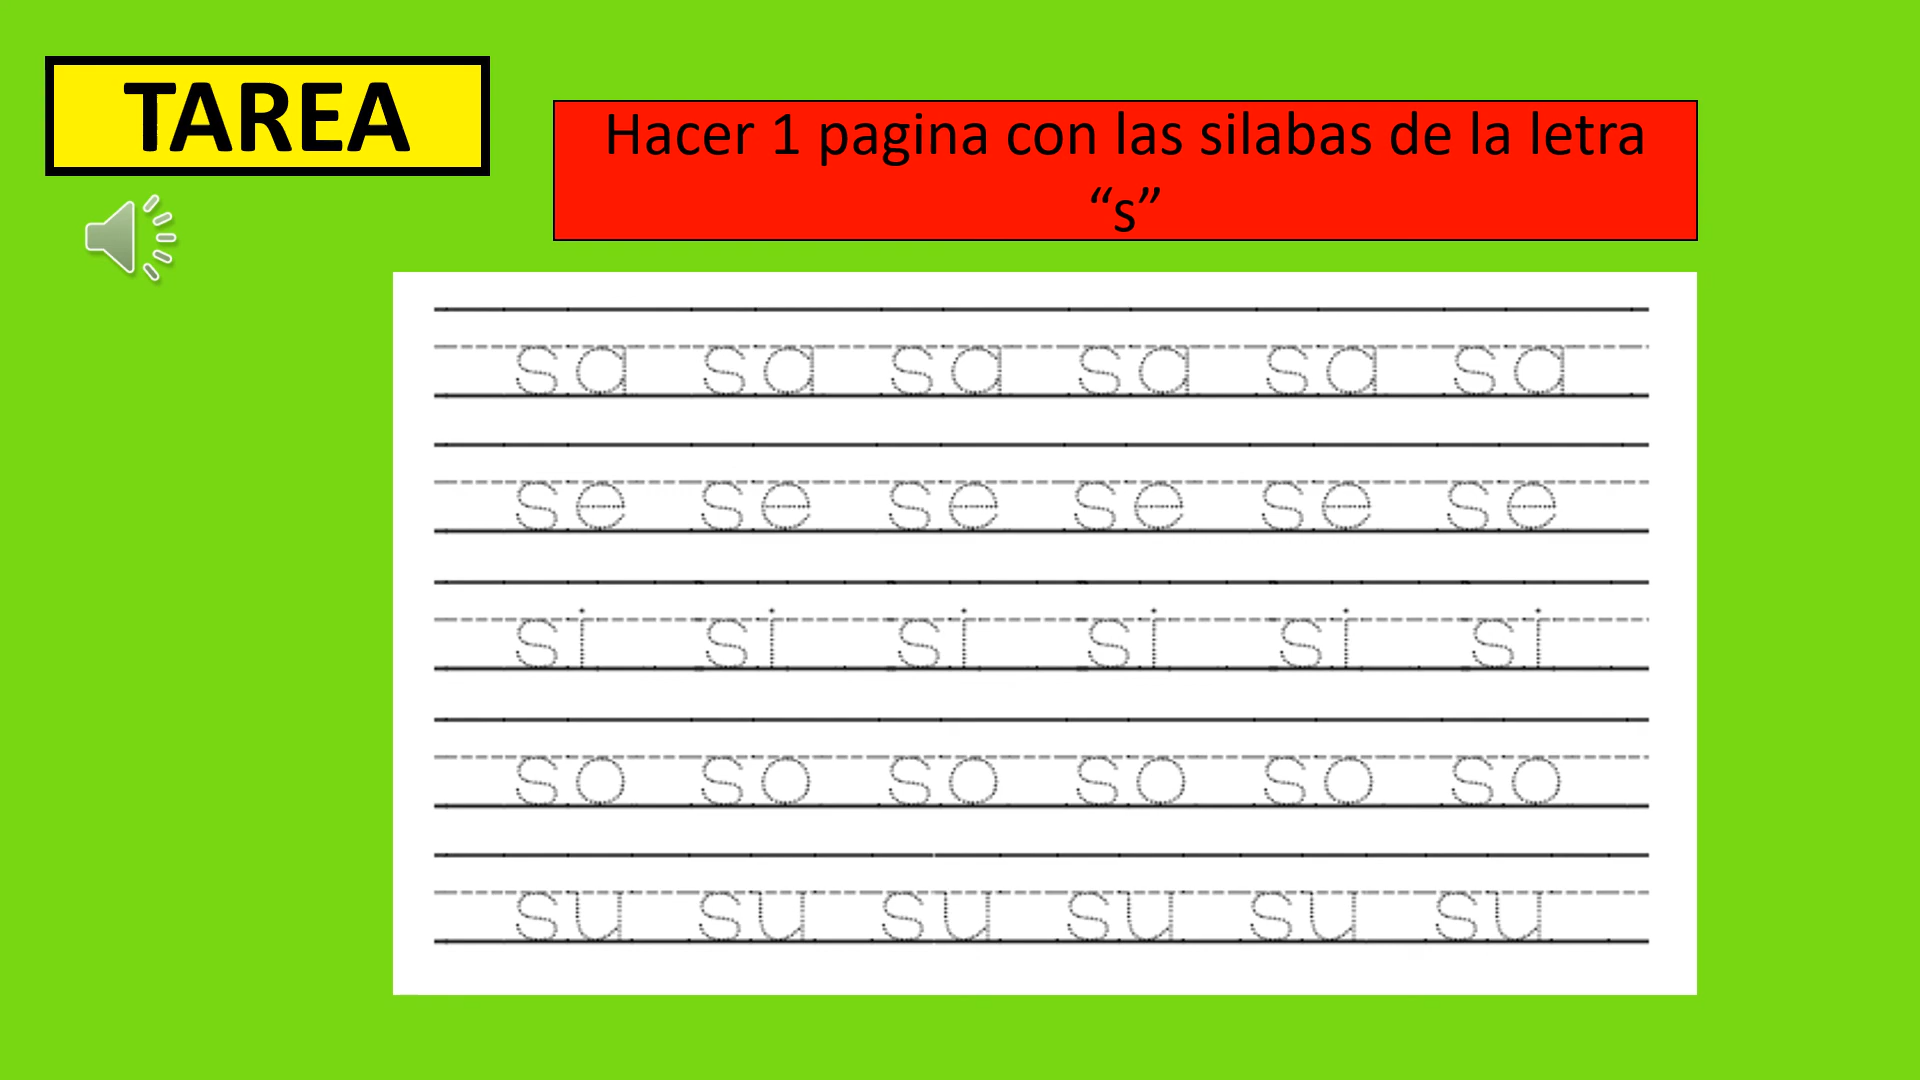 TAREA
Hacer 1 pagina con las silabas de la letra
“s”
sa sa sa sa sa sa
se se se se se se
si si si si si si
so so so so so so
su su su su su su